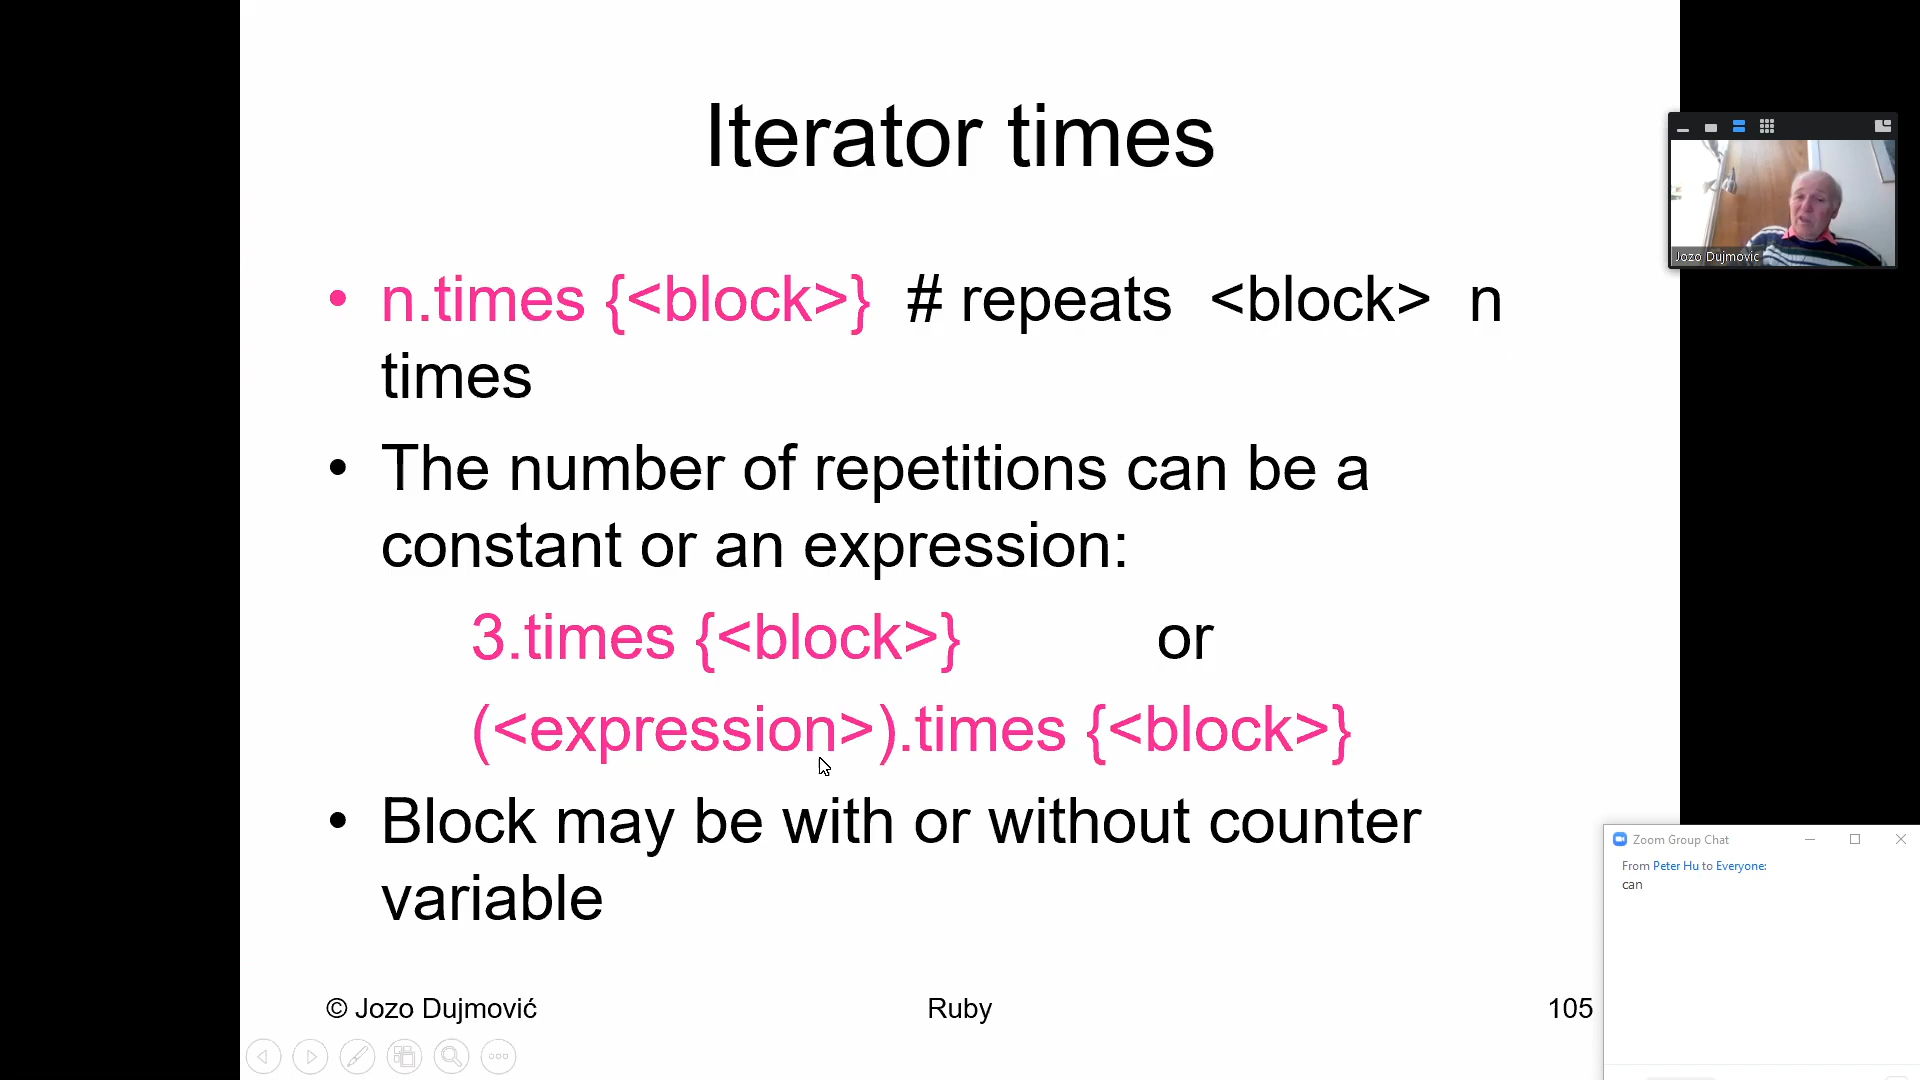 Iterator times
• n.times {<block>} # repeats <block> n
times
• The number of repetitions can be a
constant or an expression:
3.times {<block>} or
(<expression>).times {<block>}
• Block may be with or without counter
variable
© Jozo Dujmović
Ruby
105
Jozo Dujmovic
Zoom Group Chat
From Peter Hu to Everyone:
can